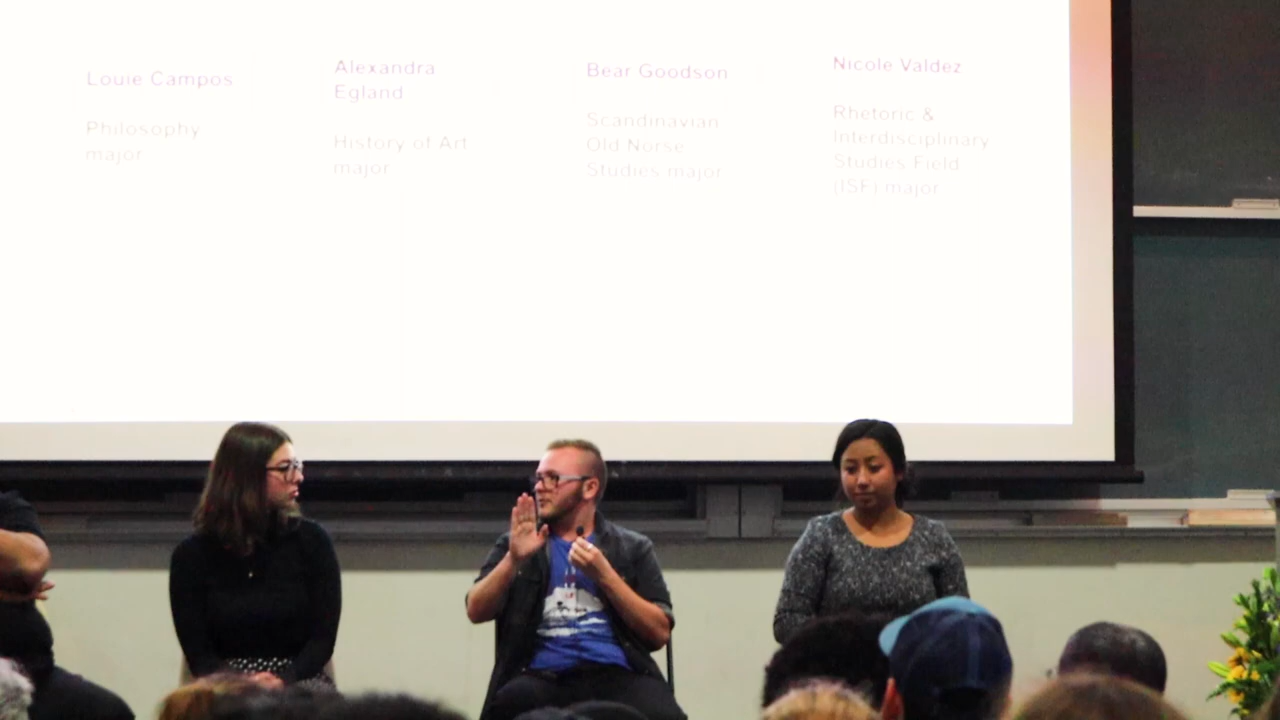 Louie Campos
Philosophy
major
Alexandra
Egland
History of Art
major
Bear Goodson
Scandinavian
Old Norse
Studies major
Nicole Valdez
Rhetoric &
Interdisciplinary
Studies Field
(ISF) major